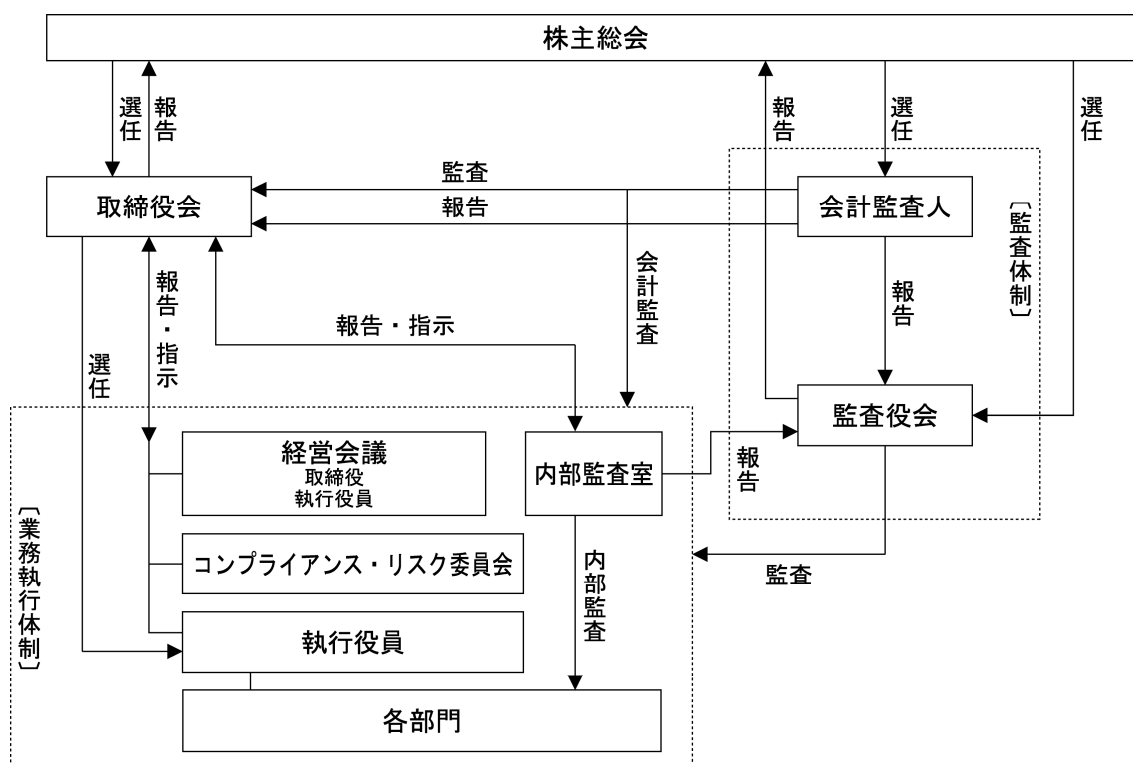 株主総会
選任
報告
報告
選任
選任
監査
報告
取締役会
会計監査人
〔監査体制〕
報告・指示
会計監査
報告
報告・指示
選任
監査役会
経営会議
取締役
執行役員
内部監査室
報告
〔業務執行体制〕
コンプライアンス・リスク委員会
内部監査
監査
執行役員
各部門